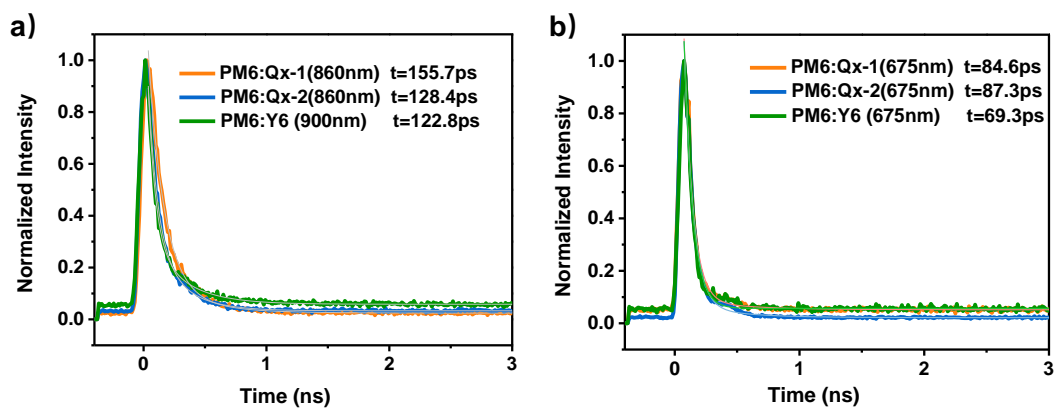 a)
PM6:Qx-1(860nm) t=155.7ps
PM6:Qx-2(860nm) t=128.4ps
PM6:Y6 (900nm) t=122.8ps
Normalized Intensity
1.0
0.8
0.6
0.4
0.2
0.0
0 1 2 3
Time (ns)
b)
PM6:Qx-1(675nm) t=84.6ps
PM6:Qx-2(675nm) t=87.3ps
PM6:Y6 (675nm) t=69.3ps
Normalized Intensity
1.0
0.8
0.6
0.4
0.2
0.0
0 1 2 3
Time (ns)